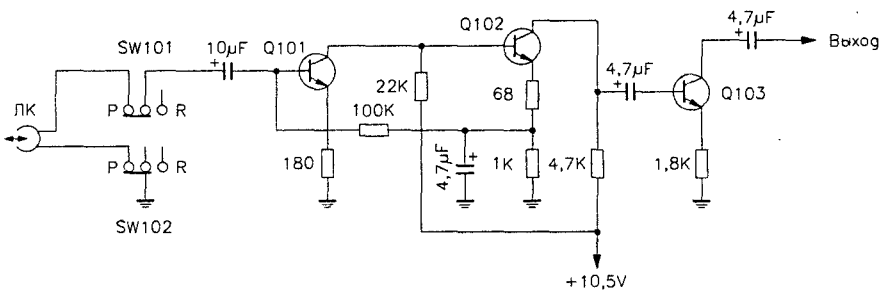 4,7µF
Q102
Выход
SW101
10µF
Q101
+
+
4,7µF
+
22K
68
Q103
ЛК
P
R
100K
P
R
180
4,7µF
+
1K
4,7K
1,8K
SW102
+10,5V